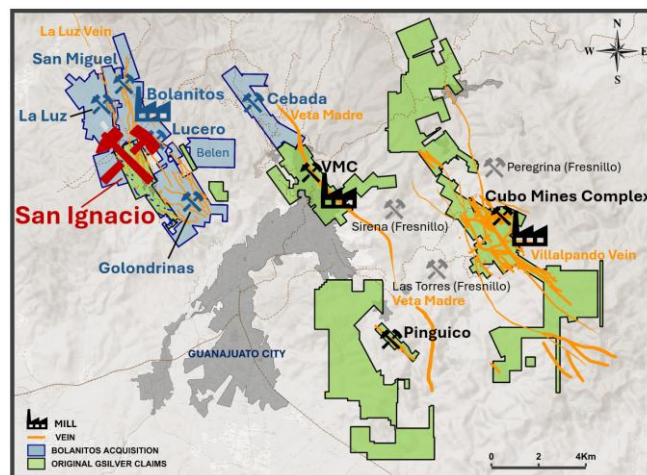 La Luz Vein
San Miguel
Bolanitos
La Luz
Lucero
Belen
San Ignacio
Golondrinas
Cebada
Veta Madre
VMC
Sirena (Fresnillo)
Peregrina (Fresnillo)
Cubo Mines Complex
Villalpando Vein
Las Torres (Fresnillo)
Veta Madre
Pinguico
GUANAJUATO CITY
N
W
E
S
MILL
VEIN
BOLANITOS ACQUISITION
ORIGINAL GSILVER CLAIMS
0 2 4Km